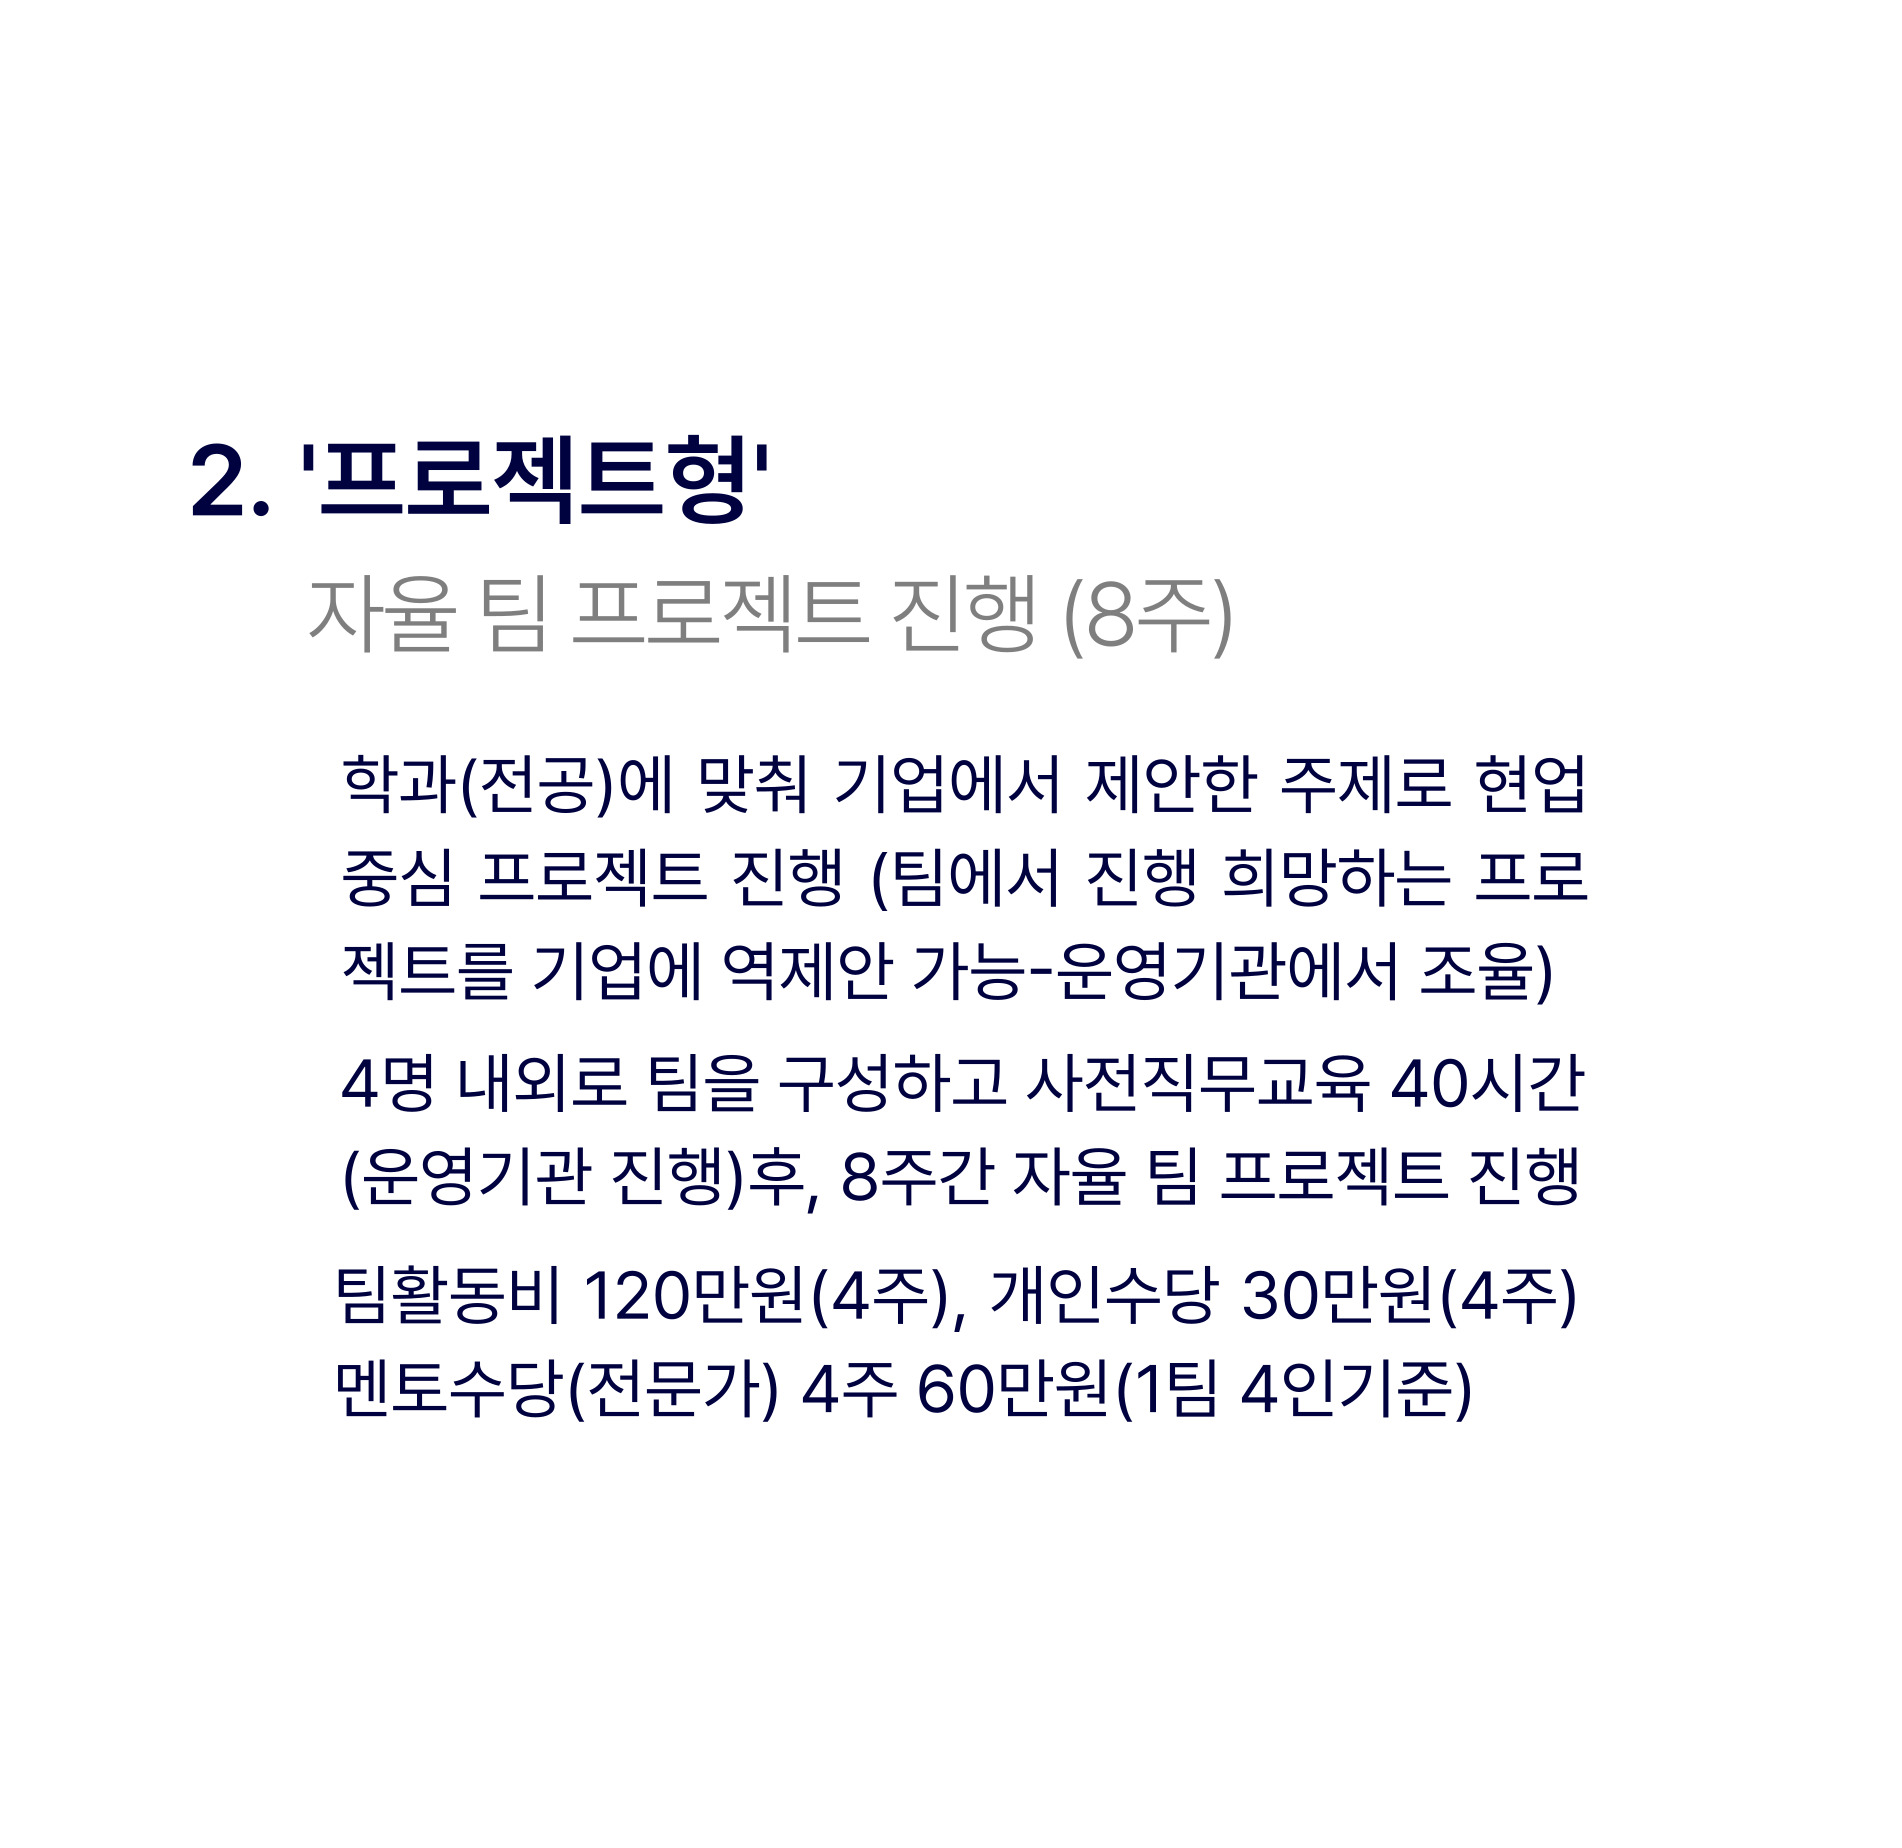 2. '프로젝트형'
자율 팀 프로젝트 진행 (8주)
학과(전공)에 맞춰 기업에서 제안한 주제로 현업
중심 프로젝트 진행 (팀에서 진행 희망하는 프로
젝트를 기업에 역제안 가능-운영기관에서 조율)
4명 내외로 팀을 구성하고 사전직무교육 40시간
(운영기관 진행)후, 8주간 자율 팀 프로젝트 진행
팀활동비 120만원(4주), 개인수당 30만원(4주)
멘토수당(전문가) 4주 60만원(1팀 4인기준)